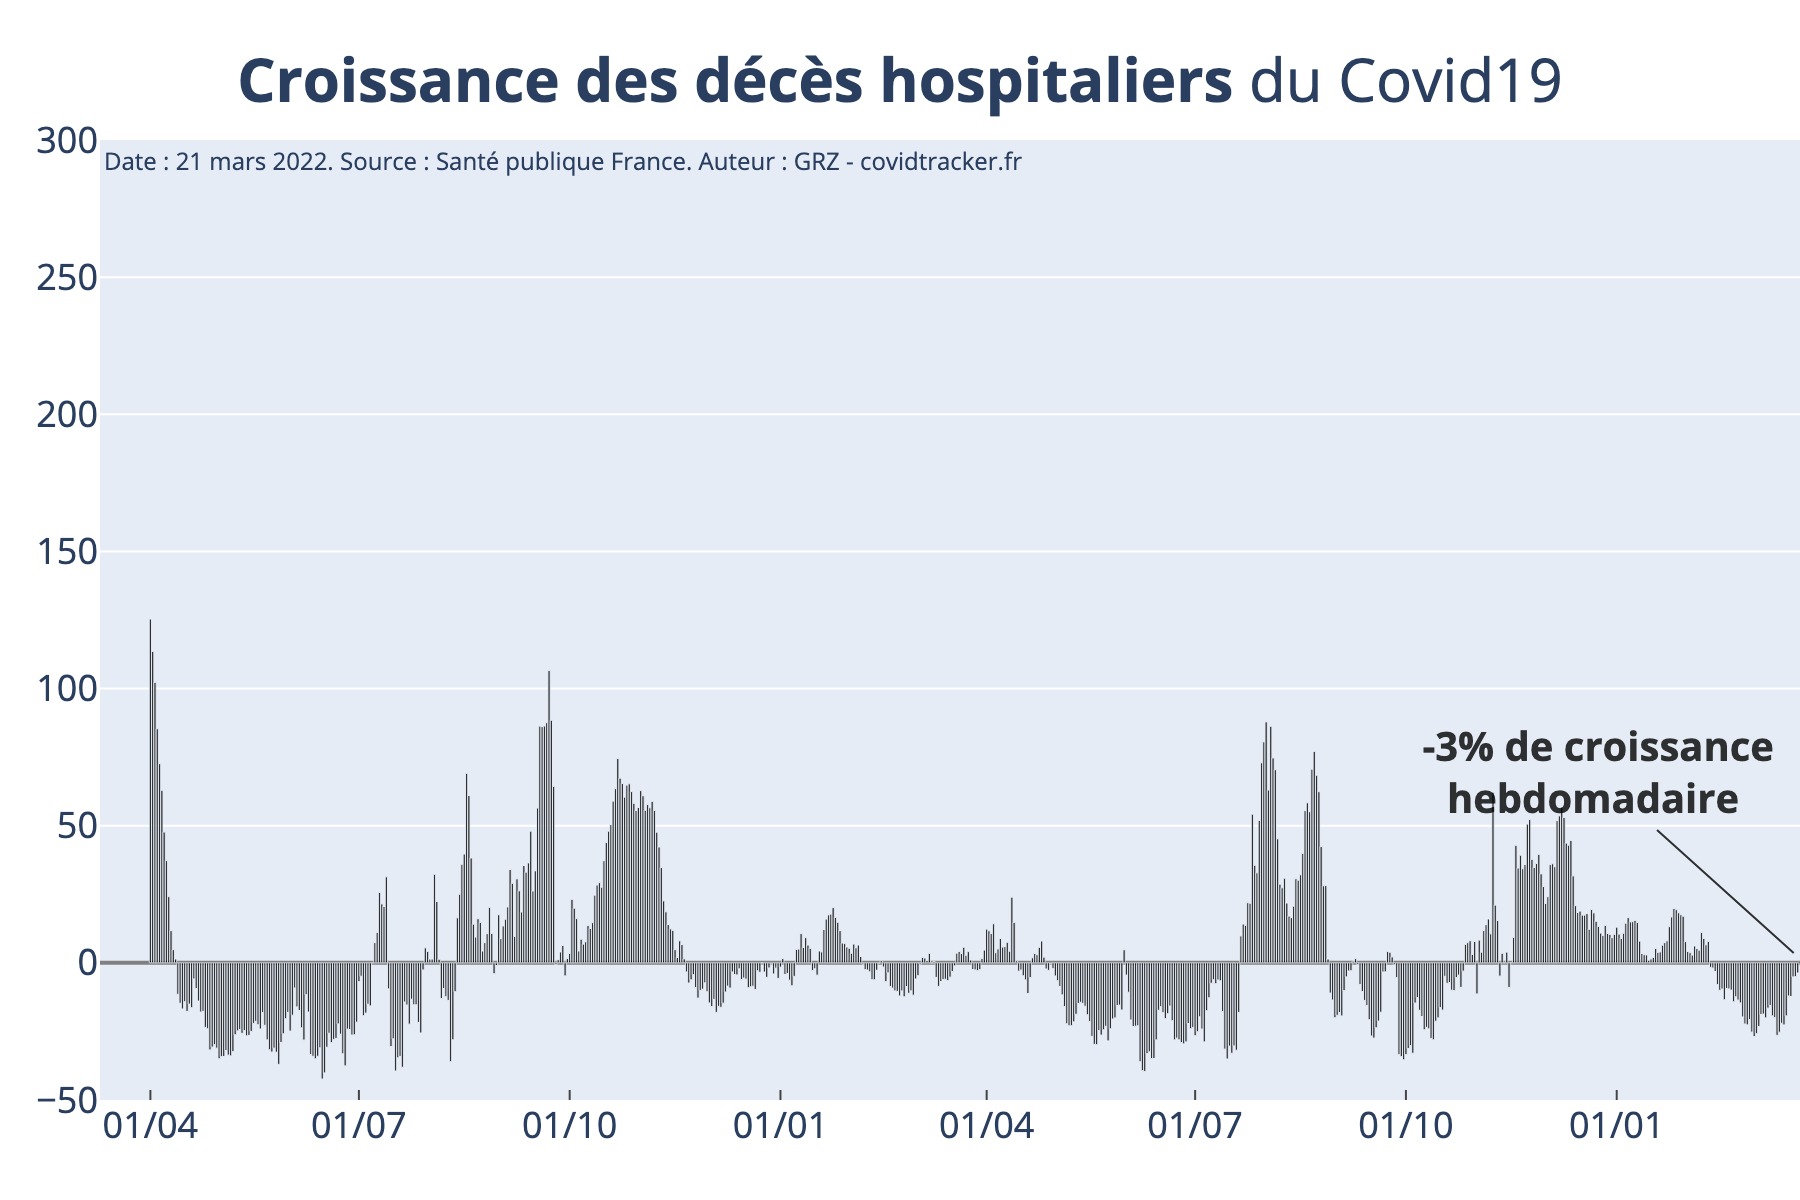 Croissance des décès hospitaliers du Covid19
300
Date : 21 mars 2022. Source : Santé publique France. Auteur : GRZ - covidtracker.fr
250
200
150
100
-3% de croissance
hebdomadaire
50
0
−50
01/04 01/07 01/10 01/01 01/04 01/07 01/10 01/01